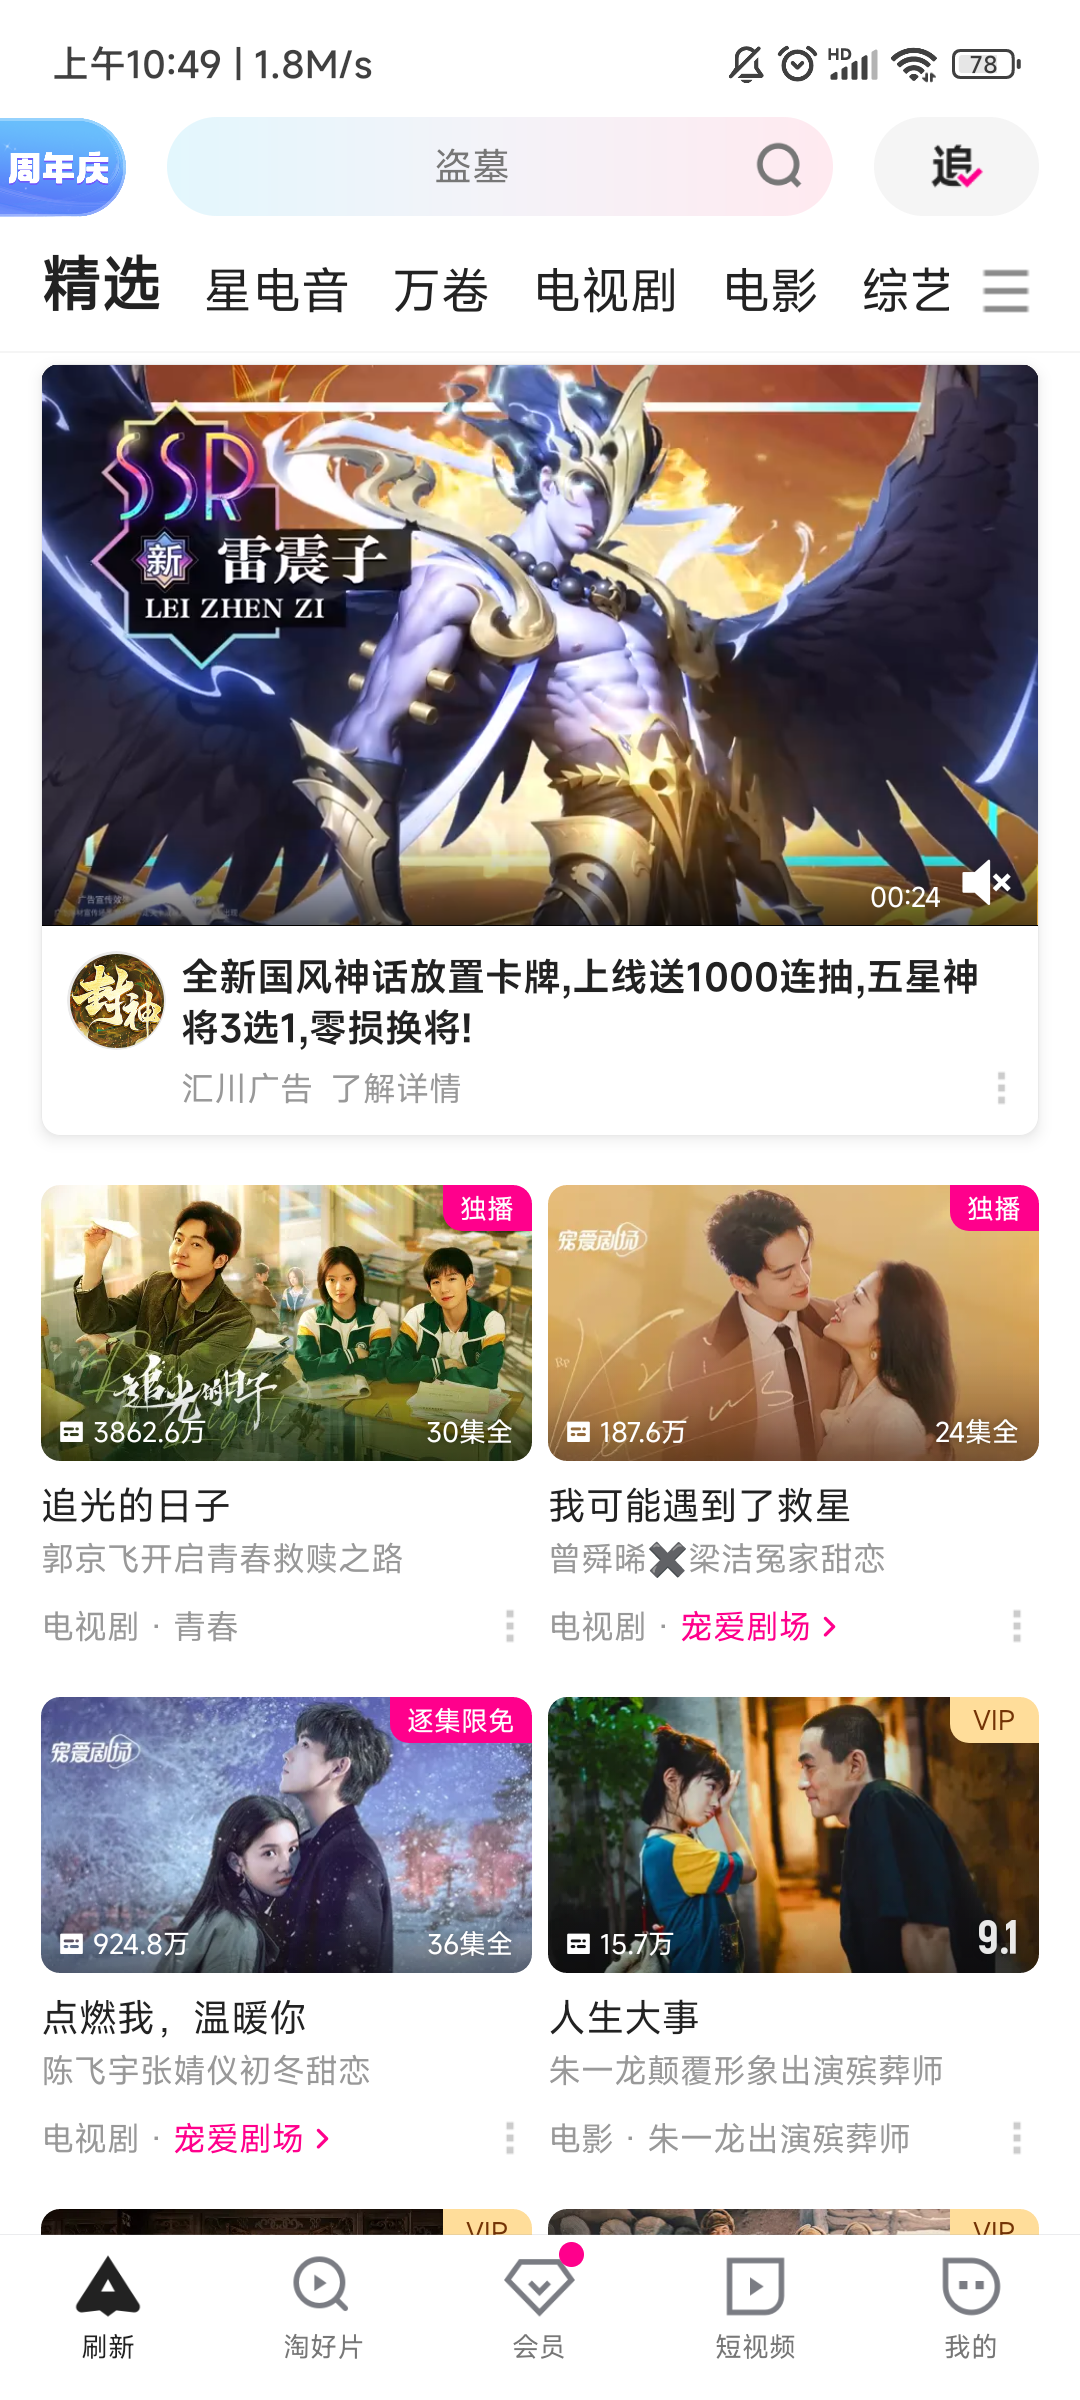 上午10:49 | 1.8M/s
HD
78
周年庆
盗墓
追
精选 星电音 万卷 电视剧 电影 综艺
SSR
新 雷震子
LEI ZHEN ZI
00:24
封神
全新国风神话放置卡牌,上线送1000连抽,五星神
将3选1,零损换将!
汇川广告 了解详情
独播
追光的日子
3862.6万 30集全
追光的日子
郭京飞开启青春救赎之路
电视剧 · 青春
独播
宠爱剧场
187.6万 24集全
我可能遇到了救星
曾舜晞✖梁洁冤家甜恋
电视剧 · 宠爱剧场 >
逐集限免
宠爱剧场
924.8万 36集全
点燃我，温暖你
陈飞宇张婧仪初冬甜恋
电视剧 · 宠爱剧场 >
VIP
15.7万 9.1
人生大事
朱一龙颠覆形象出演殡葬师
电影 · 朱一龙出演殡葬师
VIP
VIP
刷新 淘好片 会员 短视频 我的